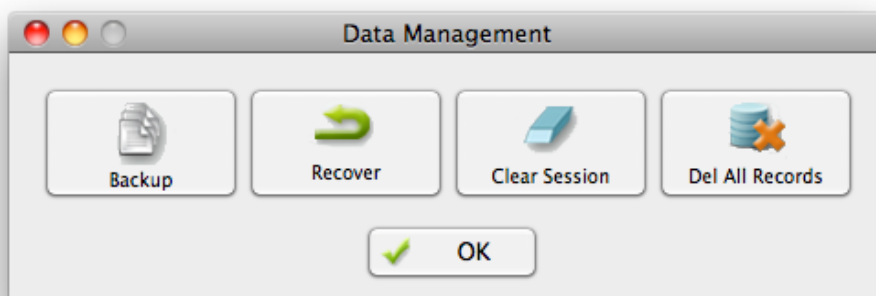 Data Management
Backup
Recover
Clear Session
Del All Records
OK